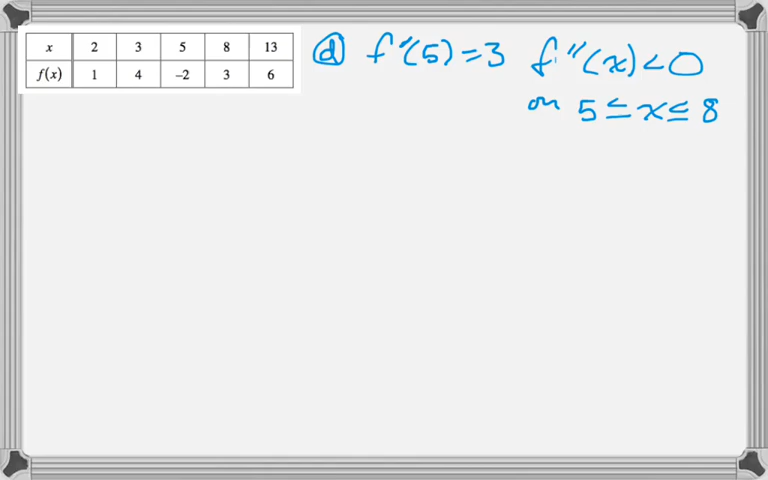 x 2 3 5 8 13
f(x) 1 4 –2 3 6
ⓓ f'(5)=3 f''(x)<0
on 5≤x≤8